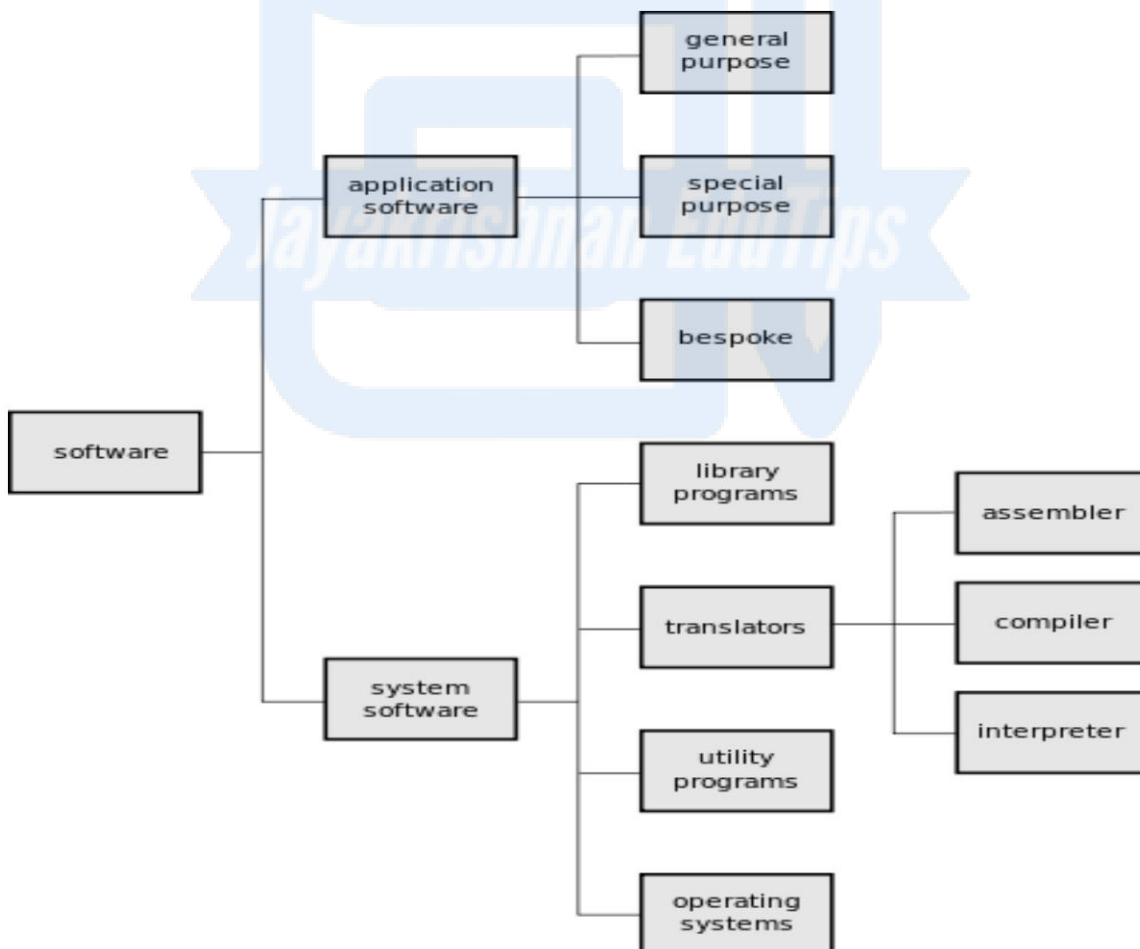 general
purpose
application
software
special
purpose
Jayakrishnan EduTips
bespoke
software
library
programs
assembler
translators
compiler
system
software
interpreter
utility
programs
operating
systems